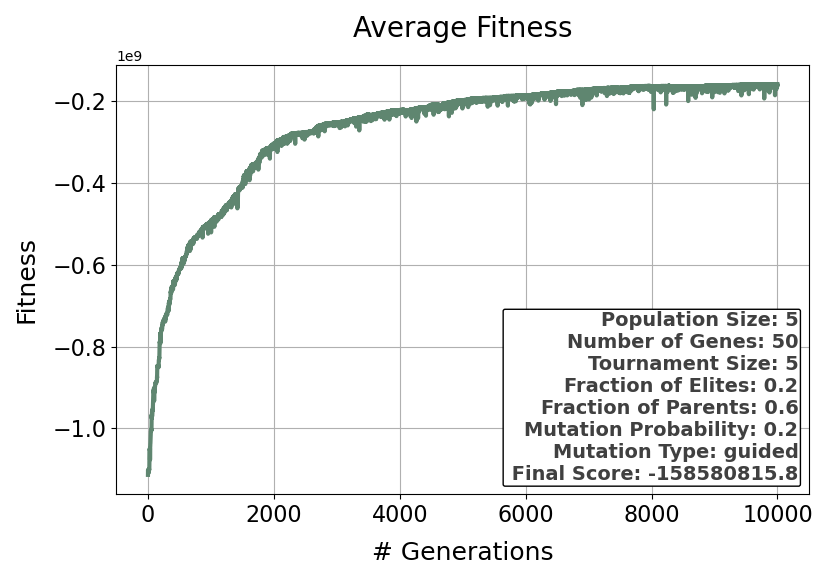 Average Fitness
1e9
−0.2
−0.4
−0.6
−0.8
−1.0
Fitness
Population Size: 5
Number of Genes: 50
Tournament Size: 5
Fraction of Elites: 0.2
Fraction of Parents: 0.6
Mutation Probability: 0.2
Mutation Type: guided
Final Score: -158580815.8
0 2000 4000 6000 8000 10000
# Generations